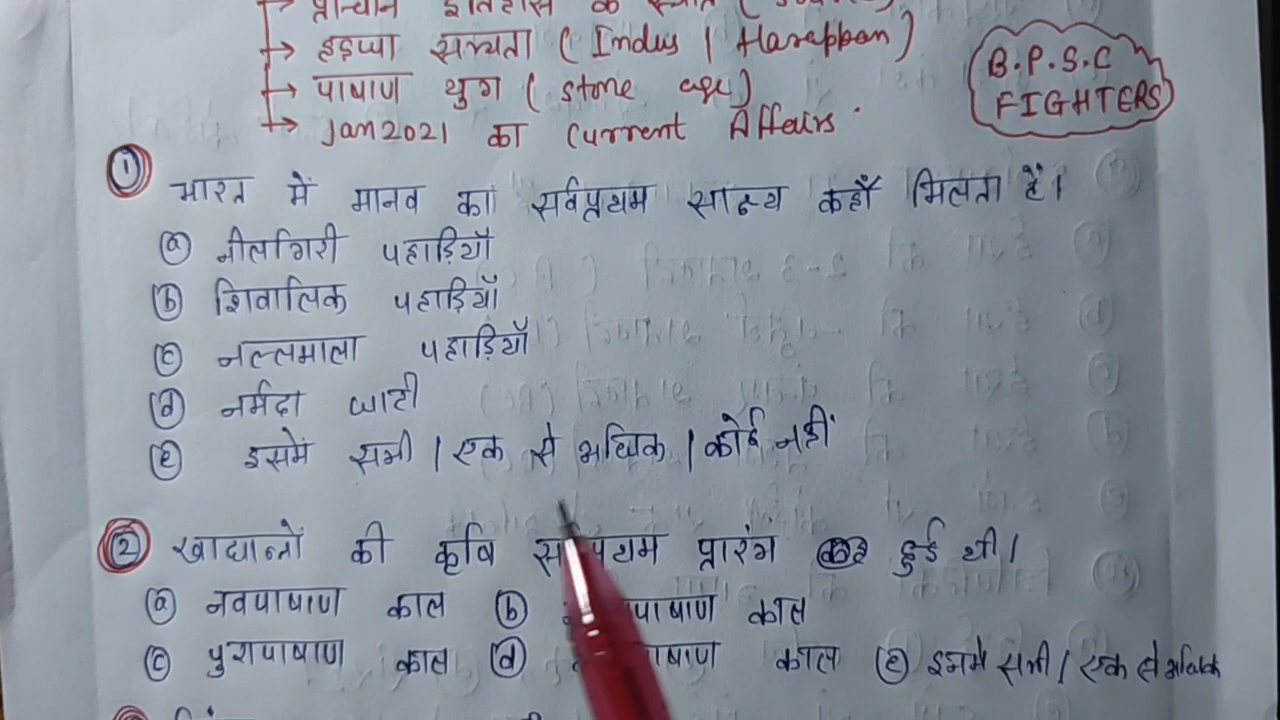 प्राचीन इतिहास के स्रोत (
→ हड़प्पा सभ्यता ( Indus / Harappan )
→ पाषाण युग ( stone age )
→ Jan 2021 का Current Affairs
B.P.S.C
FIGHTERS
① भारत में मानव का सर्वप्रथम साक्ष्य कहाँ मिलता है।
ⓐ नीलगिरी पहाड़ियाँ
ⓑ शिवालिक पहाड़ियाँ
ⓒ नल्लमाला पहाड़ियाँ
ⓓ नर्मदा घाटी
ⓔ इसमें सभी / एक से अधिक / कोई नहीं
② खाद्यान्नों की कृषि प्रारंभ हुई थी।
ⓐ नवपाषाण काल ⓑ काल
ⓒ पुरापाषाण काल ⓓ काल ⓔ इनमें सभी / एक से अधिक